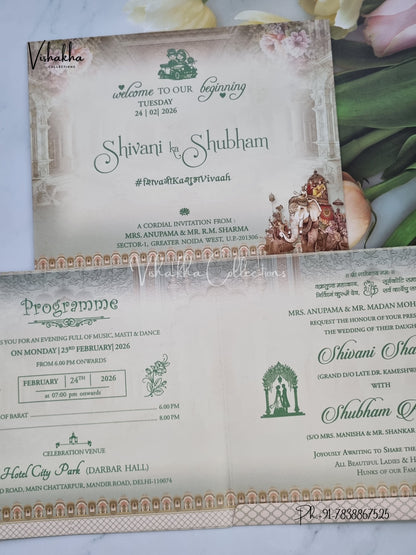 Vishakha
COLLECTIONS
welcome TO OUR beginning
TUESDAY
24 | 02| 2026
Shivani ka Shubham
#शिvaनीKaशुभVivaah
A CORDIAL INVITATION FROM :
MRS. ANUPAMA & MR. R.M. SHARMA
SECTOR-1, GREATER NOIDA WEST, U.P-201306
Vishakha Collections
Programme
YOU FOR AN EVENING FULL OF MUSIC, MASTI & DANCE
ON MONDAY | 23RD FEBRUARY| 2026
FROM 6.00 PM ONWARDS
FEBRUARY | 24TH | 2026
at 07:00 pm onwards
OF BARAT
6.00 PM
8.00 PM
CELEBRATION VENUE
Hotel City Park (DARBAR HALL)
MANDIR ROAD, MAIN CHATTARPUR, MANDIR ROAD, DELHI-110074
MRS. ANUPAMA & MR. MADAN MOHAN
REQUEST THE HONOUR OF YOUR PRES
THE WEDDING OF THEIR DAUGH
Shivani Sha
(GRAND D/O LATE DR. KAMESHW
WITH
Shubham
(S/O MRS. MANISHA & MR. SHANKAR
JOYOUSLY AWAITING TO SHARE THE
ALL BEAUTIFUL LADIES & H
HUNKS OF OUR FAM
Ph-+91-7838867525